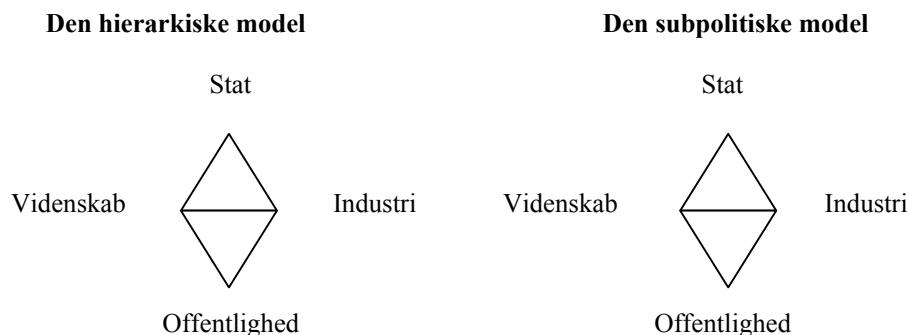 Den hierarkiske model
Stat
Videnskab
Industri
Offentlighed
Den subpolitiske model
Stat
Videnskab
Industri
Offentlighed